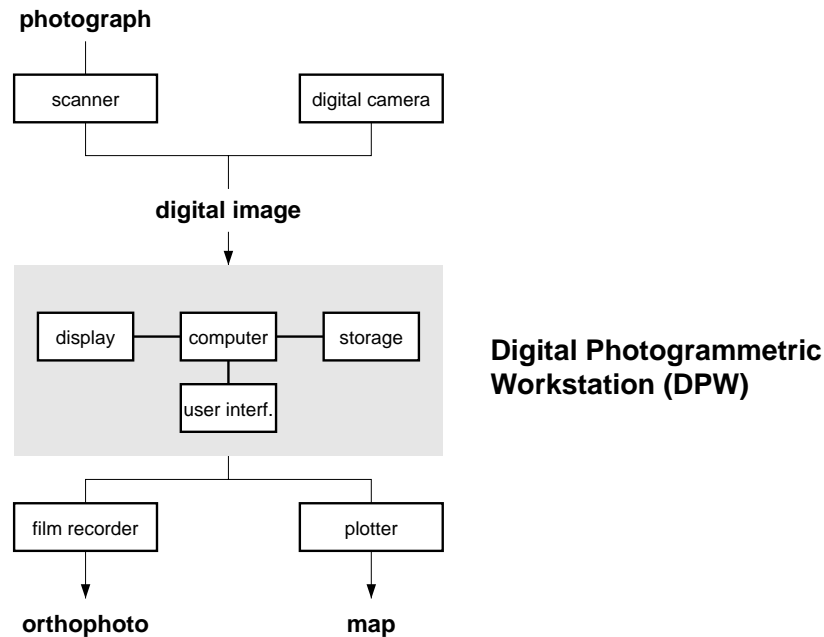 photograph
scanner
digital camera
digital image
display
computer
storage
user interf.
Digital Photogrammetric
Workstation (DPW)
film recorder
plotter
orthophoto
map